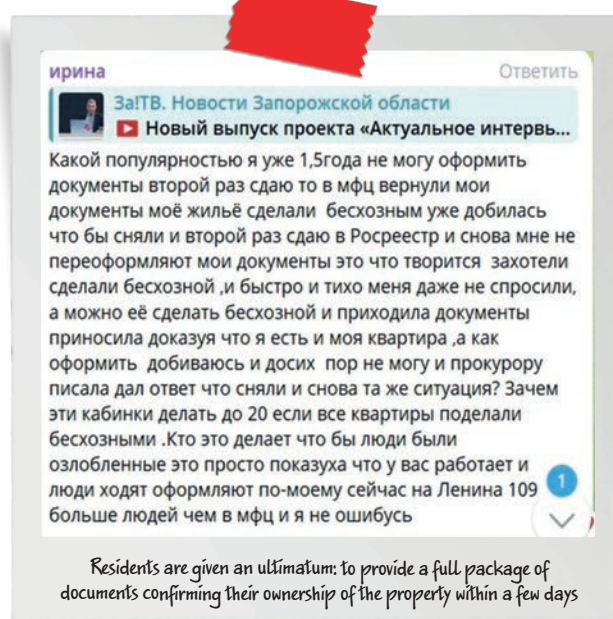 ирина
Ответить
За!ТВ. Новости Запорожской области
Новый выпуск проекта «Актуальное интервь...
Какой популярностью я уже 1,5года не могу оформить
документы второй раз сдаю то в мфц вернули мои
документы моё жильё сделали бесхозным уже добилась
что бы сняли и второй раз сдаю в Росреестр и снова мне не
переоформляют мои документы это что творится захотели
сделали бесхозной ,и быстро и тихо меня даже не спросили,
а можно её сделать бесхозной и приходила документы
приносила доказуя что я есть и моя квартира ,а как
оформить добиваюсь и досих пор не могу и прокурору
писала дал ответ что сняли и снова та же ситуация? Зачем
эти кабинки делать до 20 если все квартиры поделали
бесхозными .Кто это делает что бы люди были
озлобленные это просто показуха что у вас работает и
люди ходят оформляют по-моему сейчас на Ленина 109
больше людей чем в мфц и я не ошибусь
1
Residents are given an ultimatum: to provide a full package of
documents confirming their ownership of the property within a few days